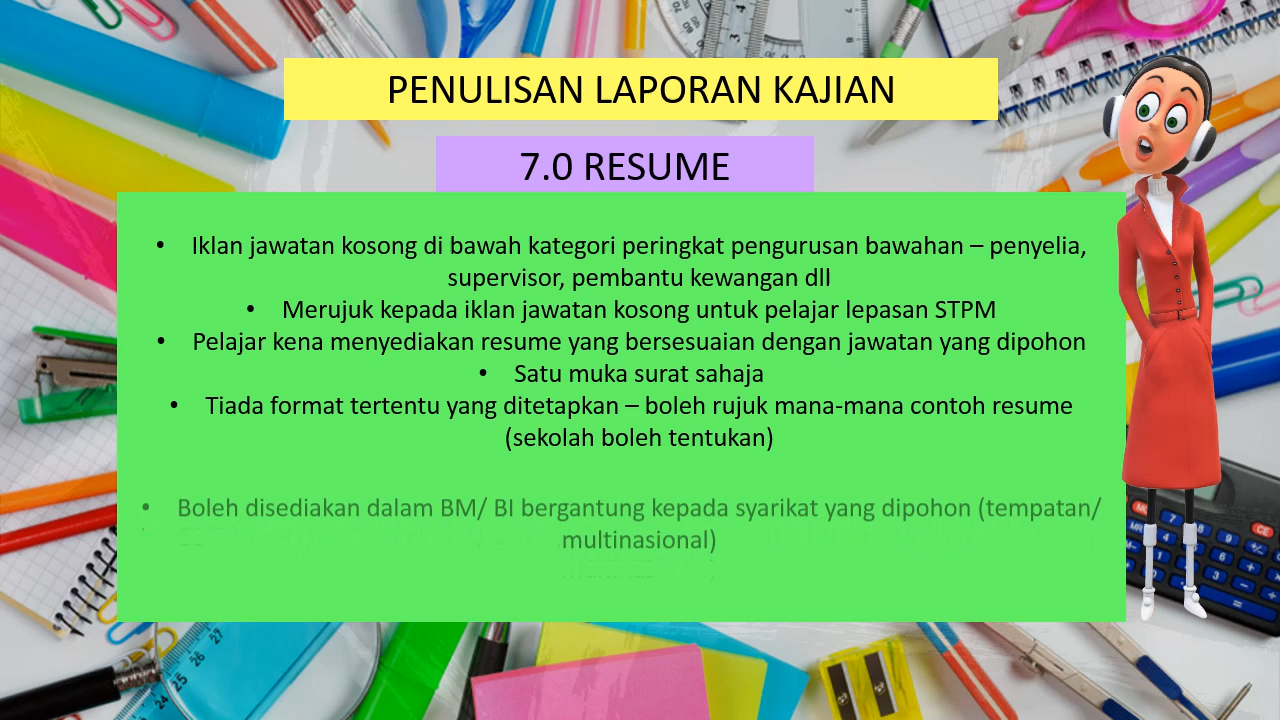 PENULISAN LAPORAN KAJIAN
7.0 RESUME
• Iklan jawatan kosong di bawah kategori peringkat pengurusan bawahan – penyelia,
supervisor, pembantu kewangan dll
• Merujuk kepada iklan jawatan kosong untuk pelajar lepasan STPM
• Pelajar kena menyediakan resume yang bersesuaian dengan jawatan yang dipohon
• Satu muka surat sahaja
• Tiada format tertentu yang ditetapkan – boleh rujuk mana-mana contoh resume
(sekolah boleh tentukan)
• Boleh disediakan dalam BM/ BI bergantung kepada syarikat yang dipohon (tempatan/
multinasional)